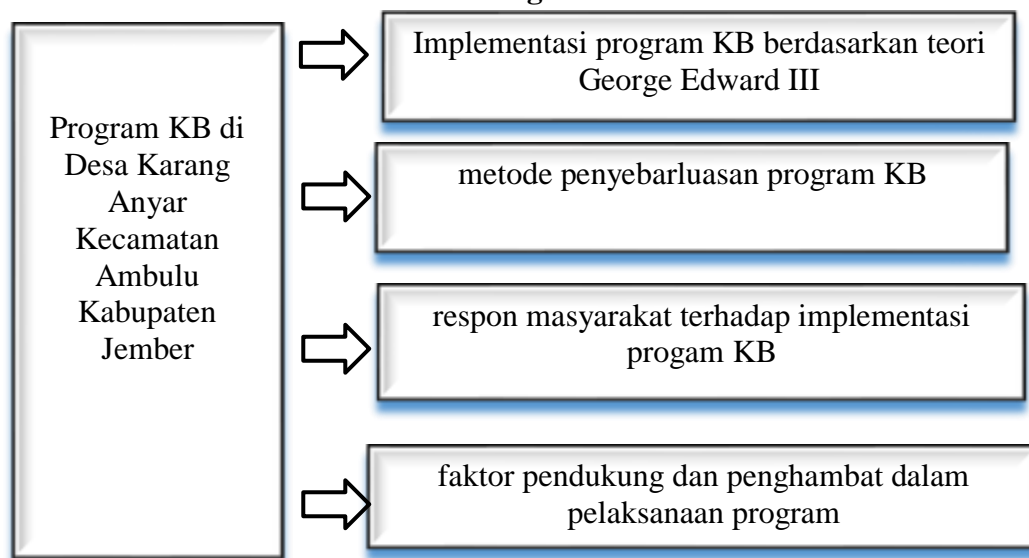 Program KB di
Desa Karang
Anyar
Kecamatan
Ambulu
Kabupaten
Jember
Implementasi program KB berdasarkan teori
George Edward III
metode penyebarluasan program KB
respon masyarakat terhadap implementasi
progam KB
faktor pendukung dan penghambat dalam
pelaksanaan program